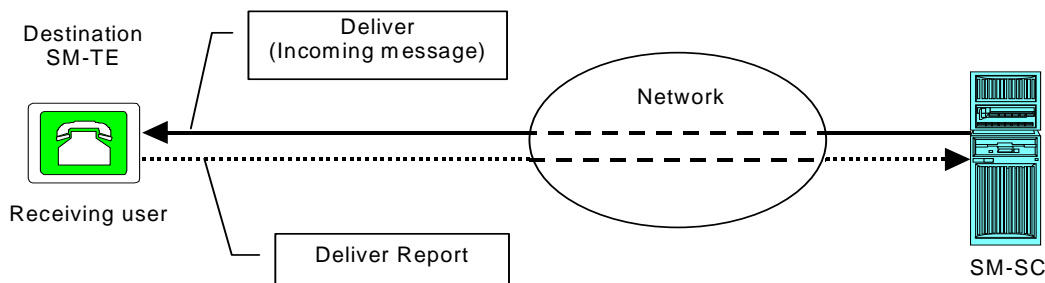 Destination
SM-TE
Deliver
(Incoming message)
Network
Receiving user
Deliver Report
SM-SC